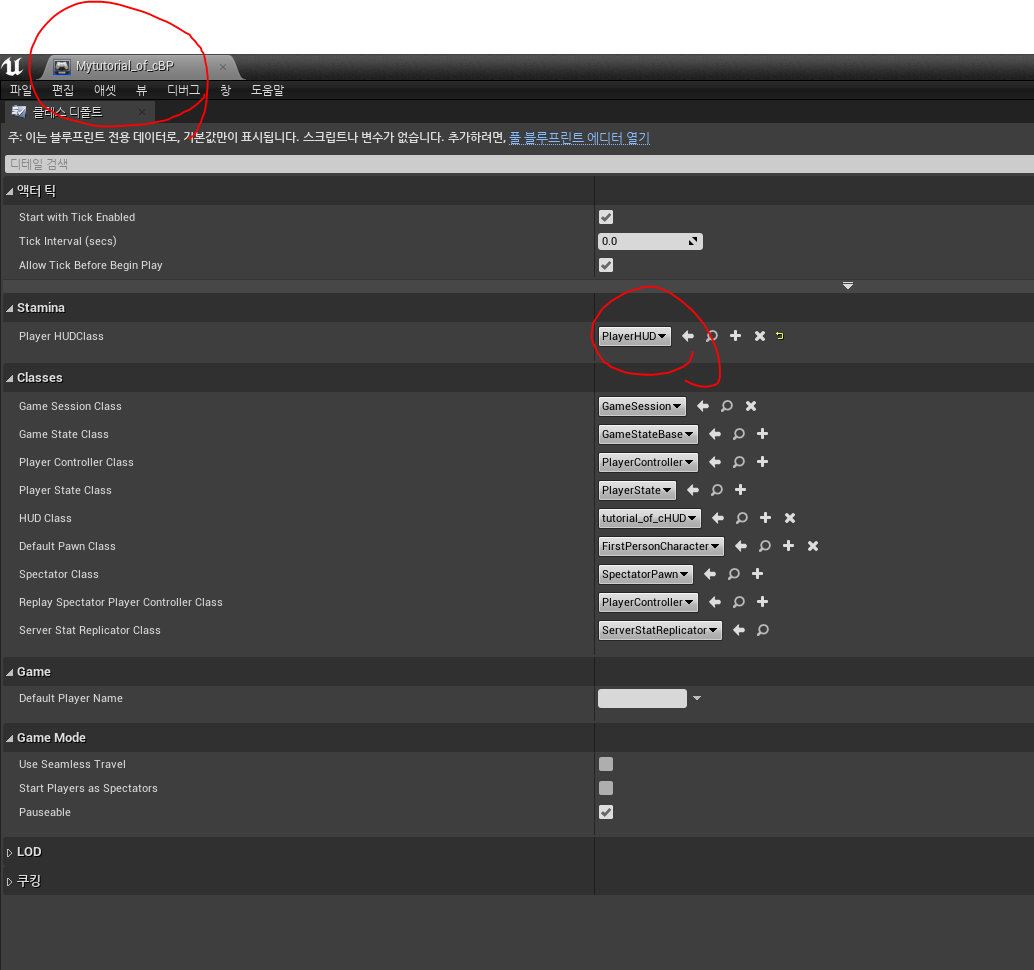 Mytutorial_of_cBP
파일 편집 애셋 뷰 디버그 창 도움말
클래스 디폴트
주: 이는 블루프린트 전용 데이터로, 기본값만이 표시됩니다. 스크립트나 변수가 없습니다. 추가하려면, 풀 블루프린트 에디터 열기
디테일 검색
액터 틱
Start with Tick Enabled
Tick Interval (secs) 0.0
Allow Tick Before Begin Play
Stamina
Player HUDClass PlayerHUD
Classes
Game Session Class GameSession
Game State Class GameStateBase
Player Controller Class PlayerController
Player State Class PlayerState
HUD Class tutorial_of_cHUD
Default Pawn Class FirstPersonCharacter
Spectator Class SpectatorPawn
Replay Spectator Player Controller Class PlayerController
Server Stat Replicator Class ServerStatReplicator
Game
Default Player Name
Game Mode
Use Seamless Travel
Start Players as Spectators
Pauseable
LOD
쿠킹